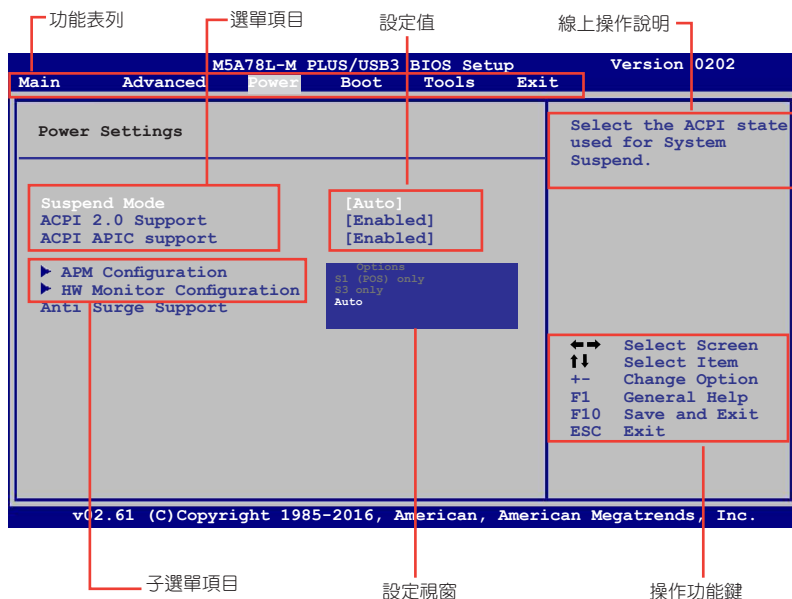 功能表列
選單項目
設定值
線上操作說明
M5A78L-M PLUS/USB3 BIOS Setup Version 0202
Main Advanced Power Boot Tools Exit
Power Settings
Select the ACPI state
used for System
Suspend.
Suspend Mode [Auto]
ACPI 2.0 Support [Enabled]
ACPI APIC support [Enabled]
APM Configuration
HW Monitor Configuration
Anti Surge Support
Options
S1 (POS) only
S3 only
Auto
←→ Select Screen
↑↓ Select Item
+- Change Option
F1 General Help
F10 Save and Exit
ESC Exit
v02.61 (C)Copyright 1985-2016, American, American Megatrends, Inc.
子選單項目
設定視窗
操作功能鍵